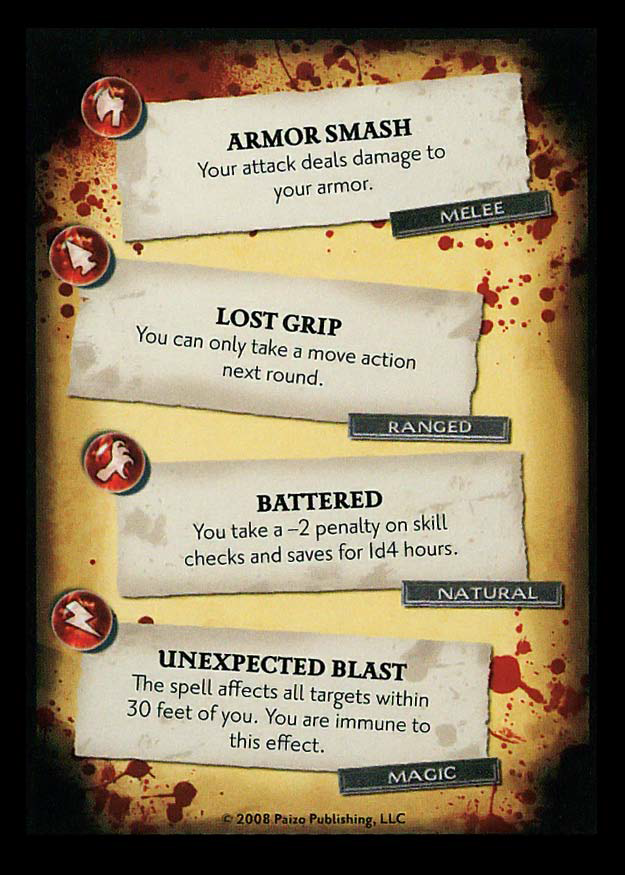 ARMOR SMASH
Your attack deals damage to
your armor.
MELEE
LOST GRIP
You can only take a move action
next round.
RANGED
BATTERED
You take a –2 penalty on skill
checks and saves for 1d4 hours.
NATURAL
UNEXPECTED BLAST
The spell affects all targets within
30 feet of you. You are immune to
this effect.
MAGIC
© 2008 Paizo Publishing, LLC